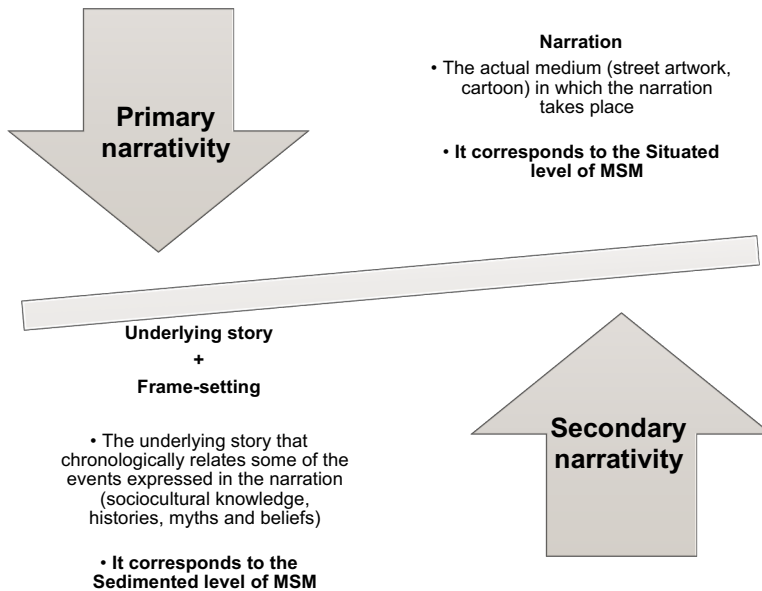 Primary
narrativity
Narration
• The actual medium (street artwork,
cartoon) in which the narration
takes place
• It corresponds to the Situated
level of MSM
Underlying story
+
Frame-setting
• The underlying story that
chronologically relates some of the
events expressed in the narration
(sociocultural knowledge,
histories, myths and beliefs)
• It corresponds to the
Sedimented level of MSM
Secondary
narrativity